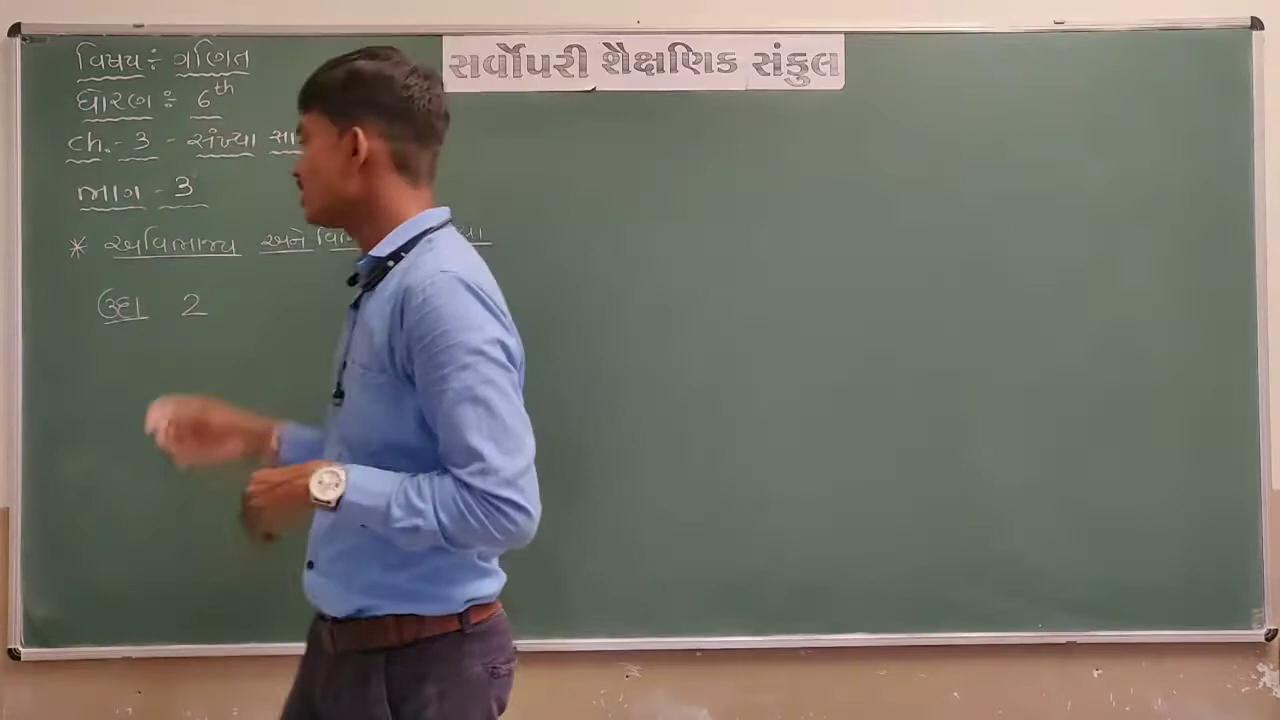 સર્વોપરી શૈક્ષણિક સંકુલ
વિષય : ગણિત
ધોરણ : 6th
Ch. - 3 - સંખ્યા
ભાગ - 3
* અવિભાજ્ય અને
ઉદા 2